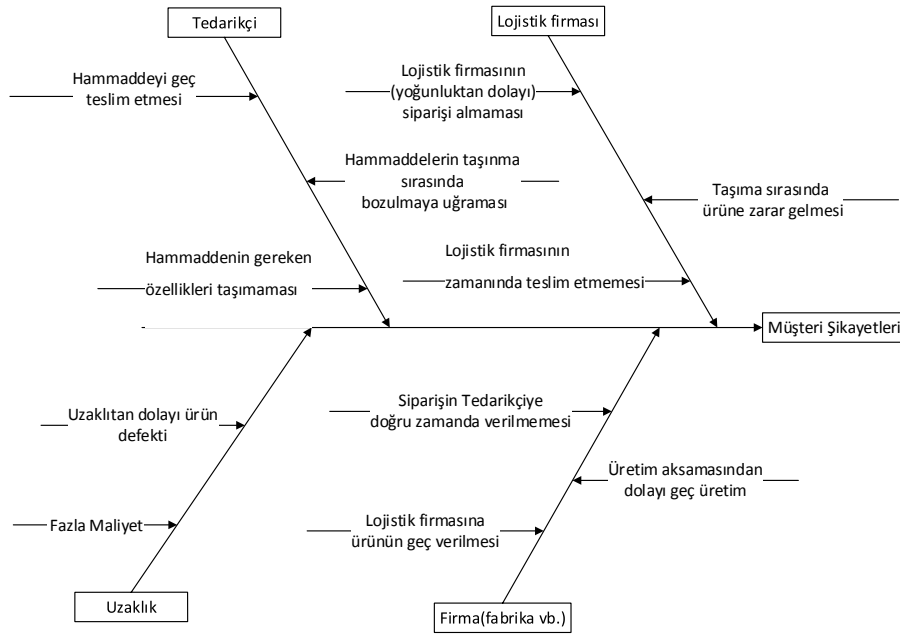 Tedarikçi
Lojistik firması
Hammaddeyi geç
teslim etmesi
Lojistik firmasının
(yoğunluktan dolayı)
siparişi almaması
Hammaddelerin taşınma
sırasında
bozulmaya uğraması
Taşıma sırasında
ürüne zarar gelmesi
Hammaddenin gereken
özellikleri taşımaması
Lojistik firmasının
zamanında teslim etmemesi
Müşteri Şikayetleri
Uzaklıtan dolayı ürün
defekti
Siparişin Tedarikçiye
doğru zamanda verilmemesi
Üretim aksamasından
dolayı geç üretim
Fazla Maliyet
Lojistik firmasına
ürünün geç verilmesi
Uzaklık
Firma(fabrika vb.)